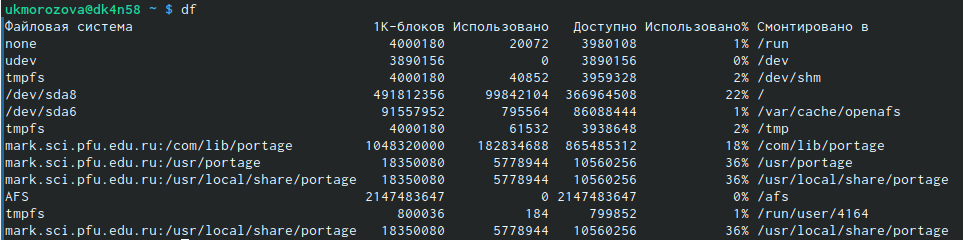 ukmorozova@dk4n58 ~ $ df
Файловая система 1K-блоков Использовано Доступно Использовано% Смонтировано в
none 4000180 20072 3980108 1% /run
udev 3890156 0 3890156 0% /dev
tmpfs 4000180 40852 3959328 2% /dev/shm
/dev/sda8 491812356 99842104 366964508 22% /
/dev/sda6 91557952 795564 86088444 1% /var/cache/openafs
tmpfs 4000180 61532 3938648 2% /tmp
mark.sci.pfu.edu.ru:/com/lib/portage 1048320000 182834688 865485312 18% /com/lib/portage
mark.sci.pfu.edu.ru:/usr/portage 18350080 5778944 10560256 36% /usr/portage
mark.sci.pfu.edu.ru:/usr/local/share/portage 18350080 5778944 10560256 36% /usr/local/share/portage
AFS 2147483647 0 2147483647 0% /afs
tmpfs 800036 184 799852 1% /run/user/4164
mark.sci.pfu.edu.ru:/usr/local/share/portage 18350080 5778944 10560256 36% /usr/local/share/portage